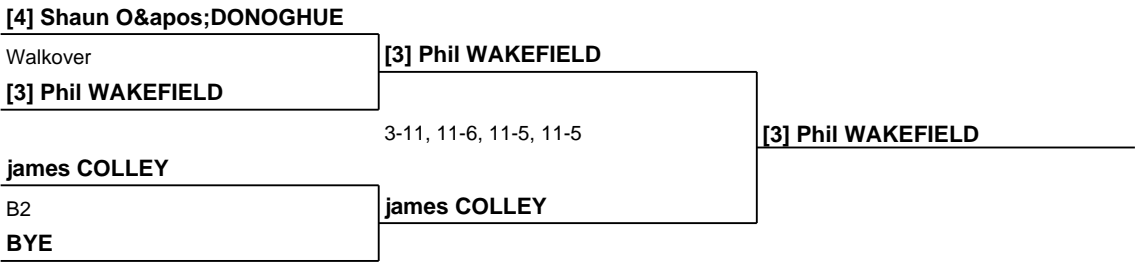 [4] Shaun O&apos;DONOGHUE
Walkover
[3] Phil WAKEFIELD
[3] Phil WAKEFIELD
3-11, 11-6, 11-5, 11-5
[3] Phil WAKEFIELD
james COLLEY
B2
james COLLEY
BYE